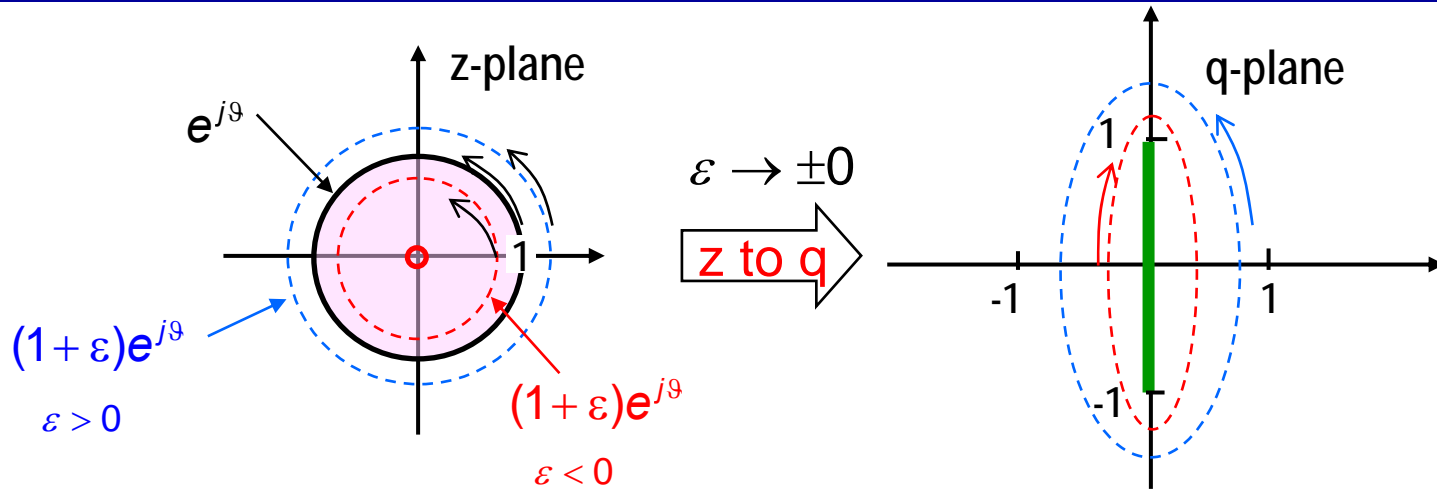 z-plane
e^{jϑ}
1
(1+ε)e^{jϑ}
ε > 0
(1+ε)e^{jϑ}
ε < 0
ε → ±0
z to q
q-plane
1
-1
1
-1